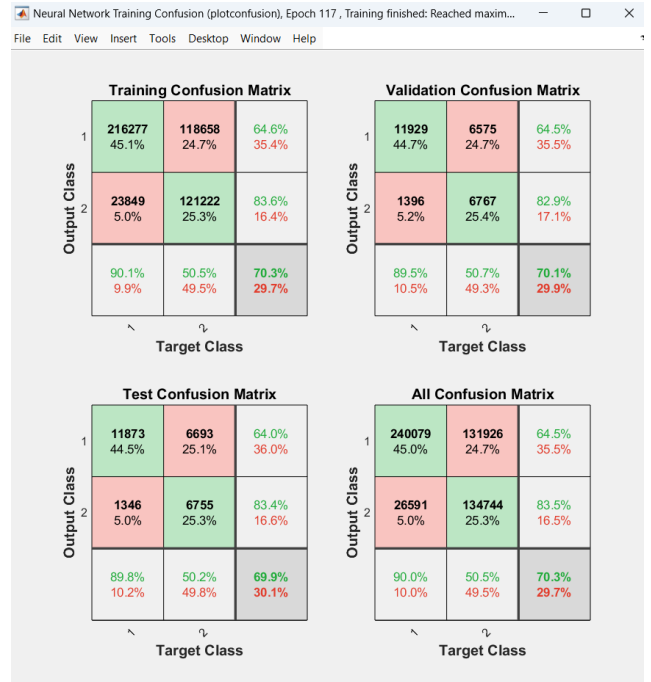 Neural Network Training Confusion (plotconfusion), Epoch 117 , Training finished: Reached maxim...
File Edit View Insert Tools Desktop Window Help
Training Confusion Matrix
216277 118658 64.6%
1 45.1% 24.7% 35.4%
23849 121222 83.6%
2 5.0% 25.3% 16.4%
90.1% 50.5% 70.3%
9.9% 49.5% 29.7%
1 2
Output Class
Target Class
Validation Confusion Matrix
11929 6575 64.5%
1 44.7% 24.7% 35.5%
1396 6767 82.9%
2 5.2% 25.4% 17.1%
89.5% 50.7% 70.1%
10.5% 49.3% 29.9%
1 2
Output Class
Target Class
Test Confusion Matrix
11873 6693 64.0%
1 44.5% 25.1% 36.0%
1346 6755 83.4%
2 5.0% 25.3% 16.6%
89.8% 50.2% 69.9%
10.2% 49.8% 30.1%
1 2
Output Class
Target Class
All Confusion Matrix
240079 131926 64.5%
1 45.0% 24.7% 35.5%
26591 134744 83.5%
2 5.0% 25.3% 16.5%
90.0% 50.5% 70.3%
10.0% 49.5% 29.7%
1 2
Output Class
Target Class